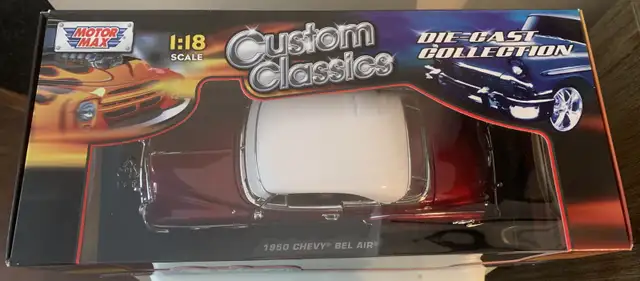 MOTOR
MAX
1:18
SCALE
Custom
Classics
DIE-CAST
COLLECTION
1950 CHEVY® BEL AIR®